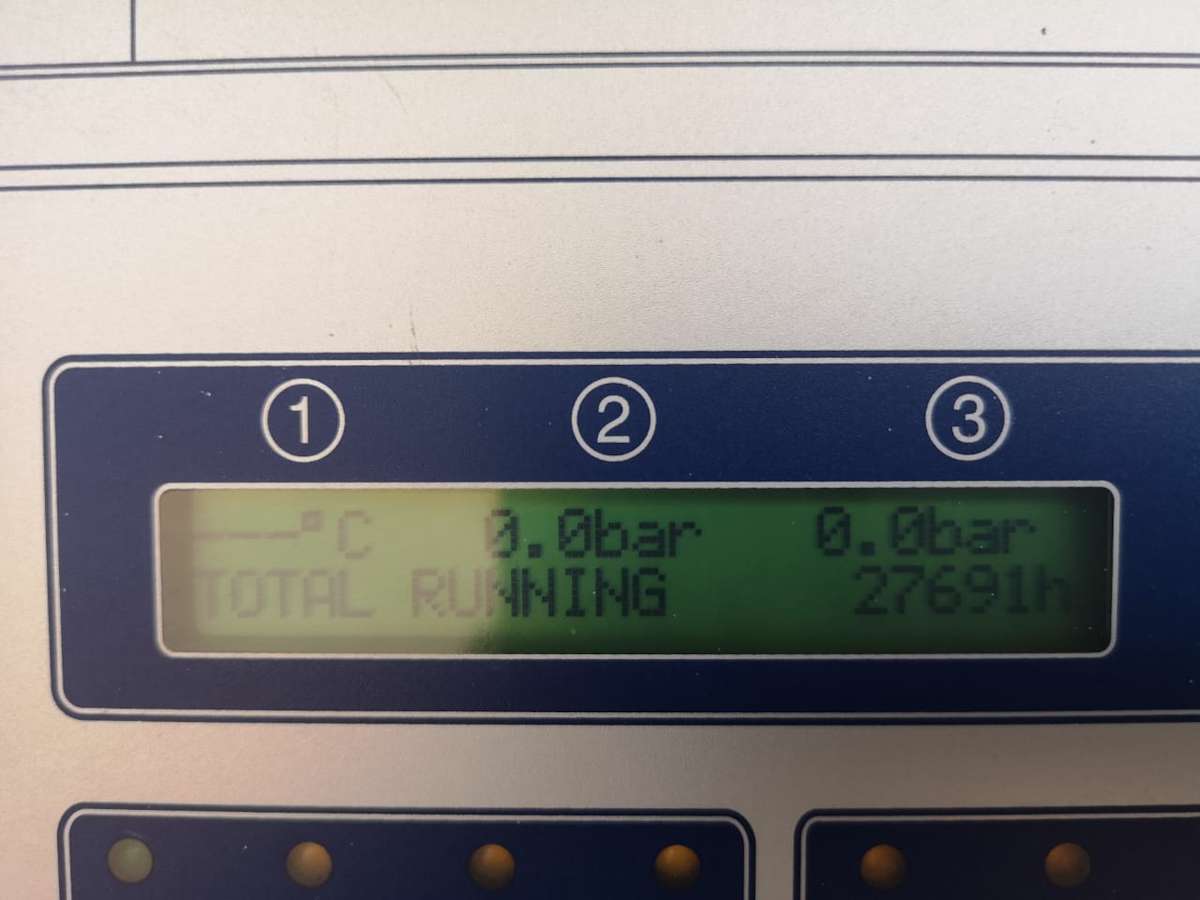 ① ② ③
---°C 0.0bar 0.0bar
TOTAL RUNNING 27691h